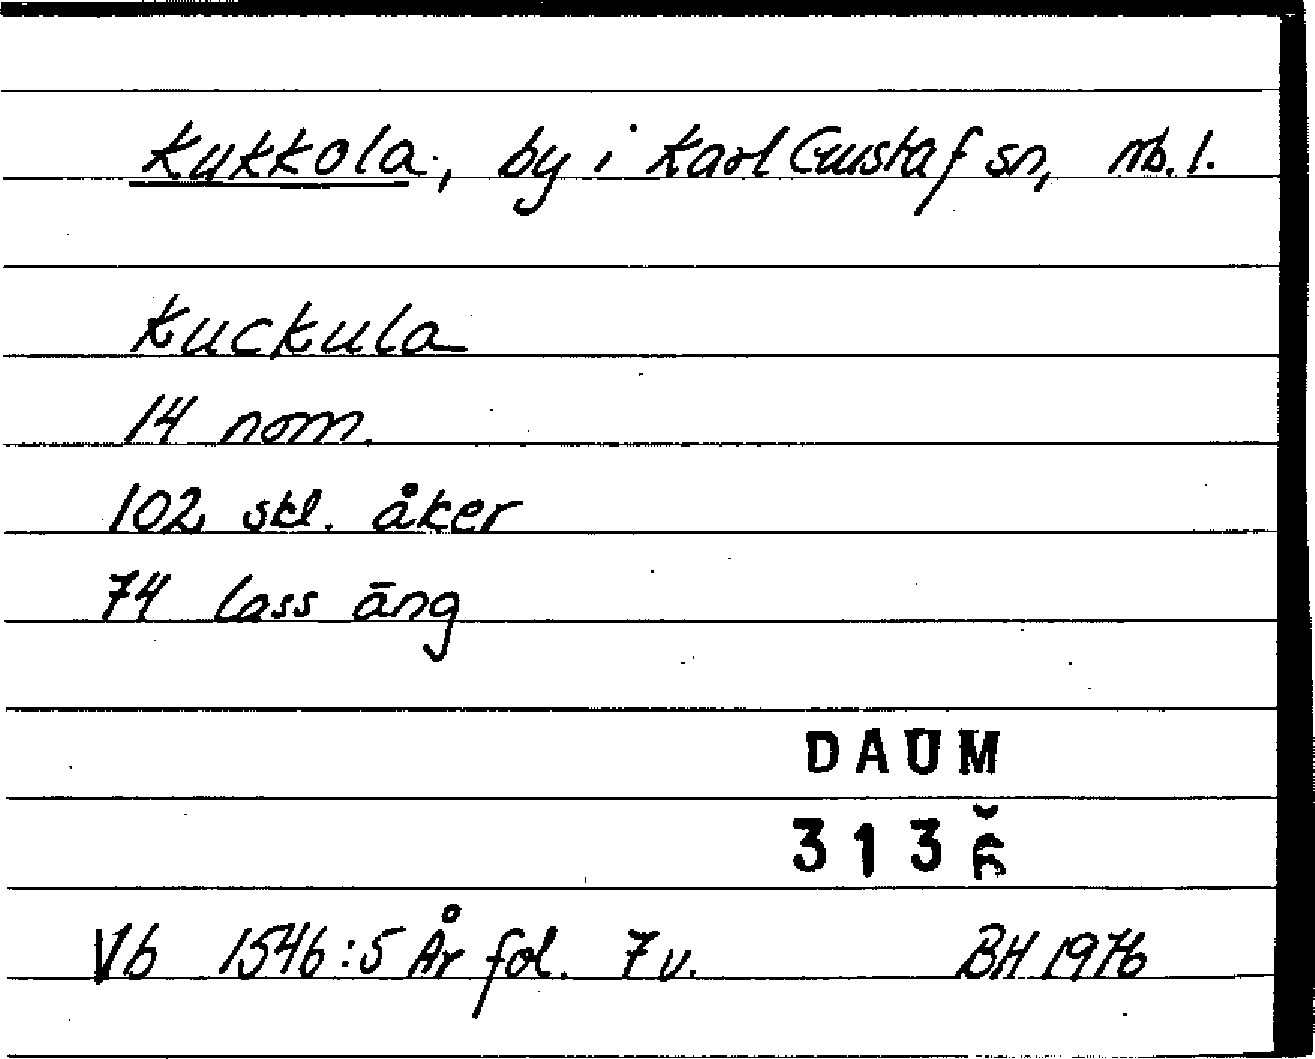 Kukkola, by i Karl Gustaf sn, Nb. l.
Kuckula
14 nom.
102 skl. åker
74 lass äng
DAUM
313
Vb 1546:5 År fol. 7 v. BH 1976